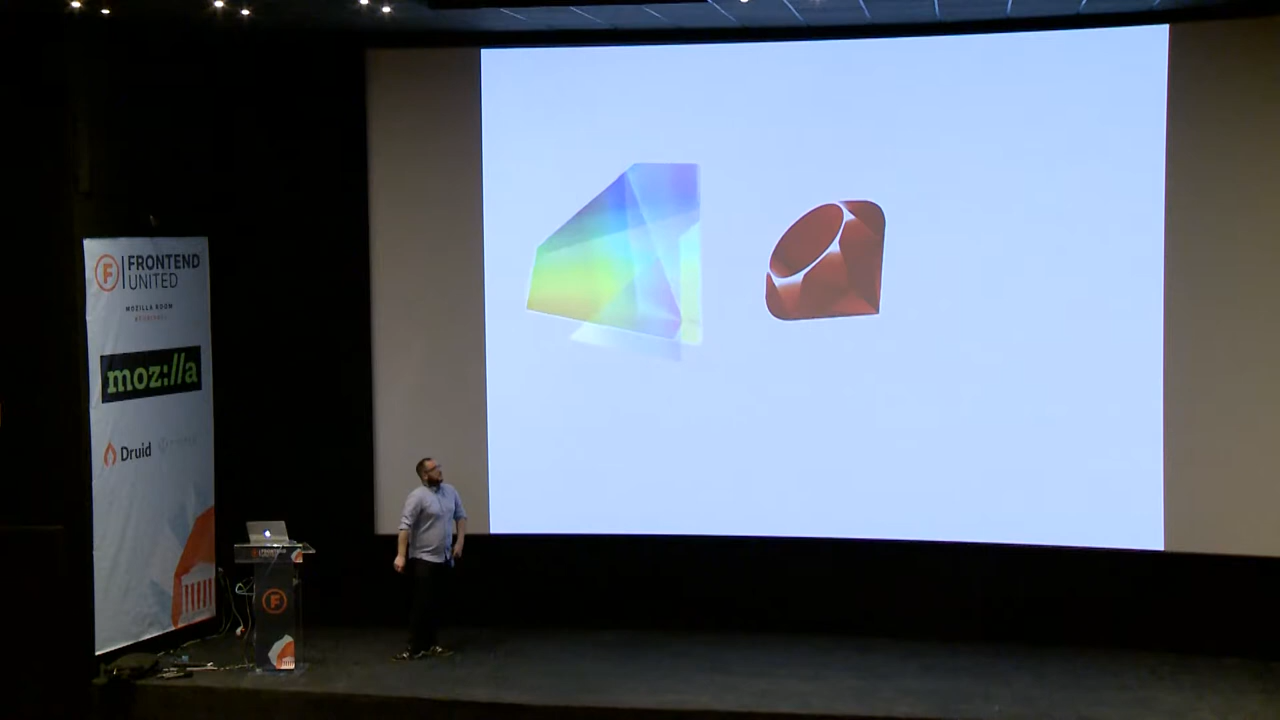 FRONTEND
UNITED
MOZILLA ROOM
moz://a
Druid
F